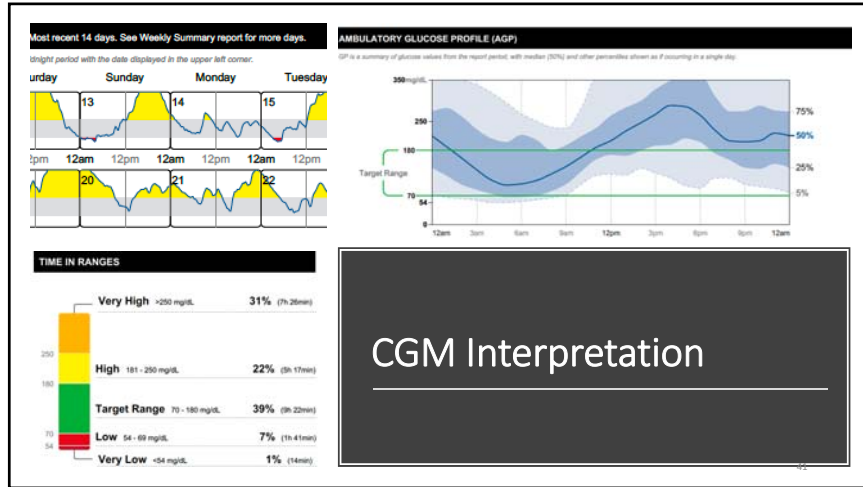 Most recent 14 days. See Weekly Summary report for more days.
dnight period with the date displayed in the upper left corner.
urday Sunday Monday Tuesday
13 14 15
2pm 12am 12pm 12am 12pm 12am 12pm
20 21 22
AMBULATORY GLUCOSE PROFILE (AGP)
GP is a summary of glucose values from the report period, with median (50%) and other percentiles shown as if occurring in a single day.
350 mg/dL
250
180
Target Range
70
54
0
75%
50%
25%
5%
12am 3am 6am 9am 12pm 3pm 6pm 9pm 12am
TIME IN RANGES
Very High >250 mg/dL 31% (7h 26min)
250
High 181 - 250 mg/dL 22% (5h 17min)
180
Target Range 70 - 180 mg/dL 39% (9h 22min)
70
Low 54 - 69 mg/dL 7% (1h 41min)
54
Very Low <54 mg/dL 1% (14min)
CGM Interpretation